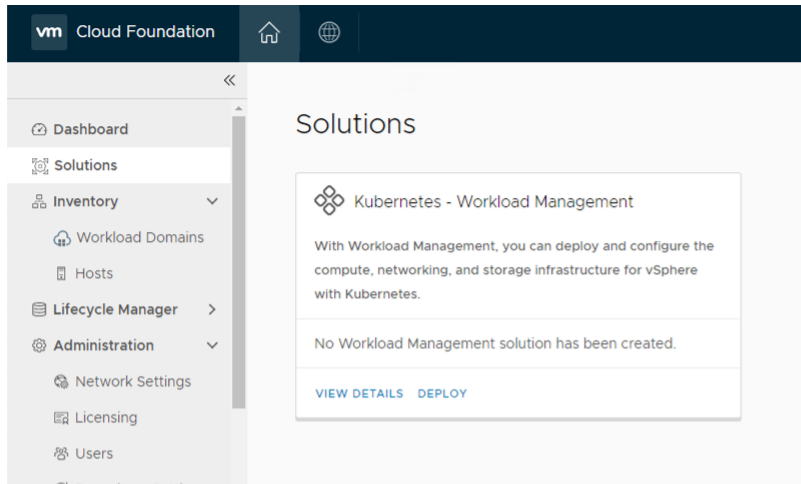 vm Cloud Foundation
Dashboard
Solutions
Inventory
Workload Domains
Hosts
Lifecycle Manager
Administration
Network Settings
Licensing
Users
Solutions
Kubernetes - Workload Management
With Workload Management, you can deploy and configure the
compute, networking, and storage infrastructure for vSphere
with Kubernetes.
No Workload Management solution has been created.
VIEW DETAILS DEPLOY